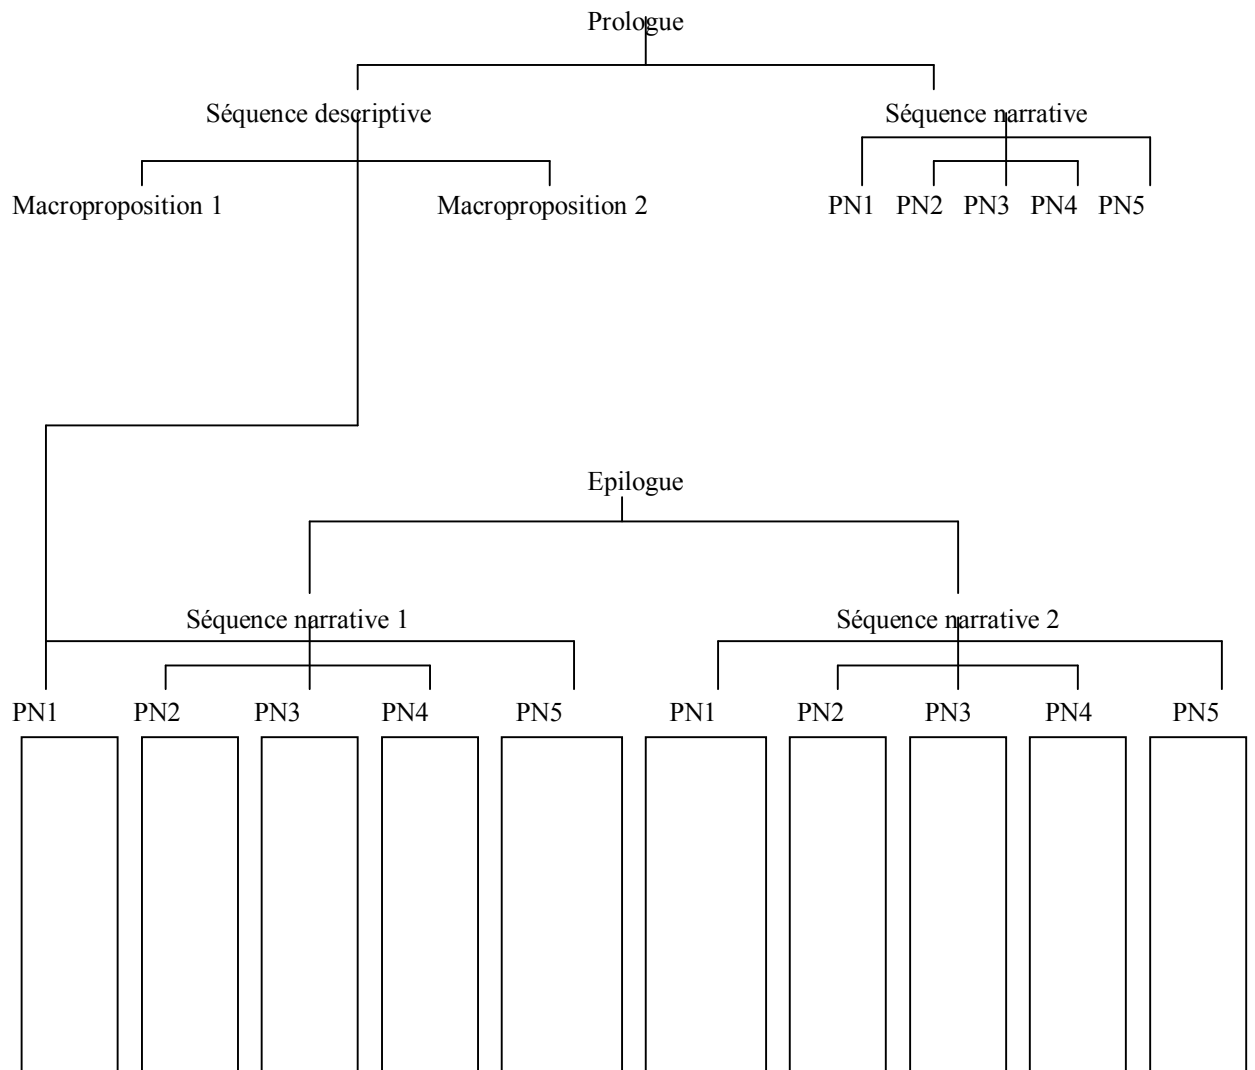 Prologue
Séquence descriptive Séquence narrative
Macroproposition 1 Macroproposition 2 PN1 PN2 PN3 PN4 PN5
Epilogue
Séquence narrative 1 Séquence narrative 2
PN1 PN2 PN3 PN4 PN5 PN1 PN2 PN3 PN4 PN5